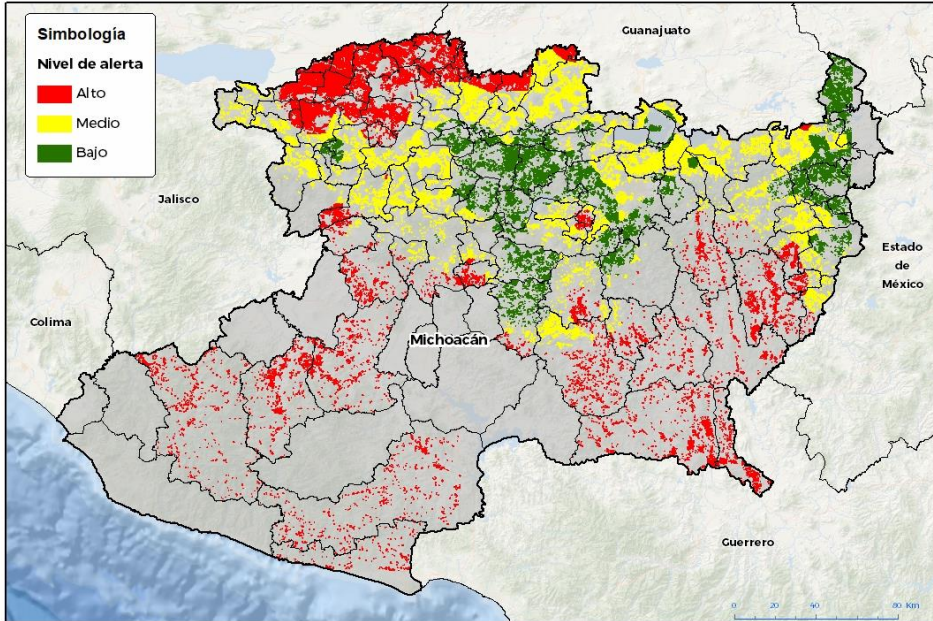 Simbología
Nivel de alerta
Alto
Medio
Bajo
Guanajuato
Jalisco
Estado
de
México
Colima
Michoacán
Guerrero
0 20 40 80 Km